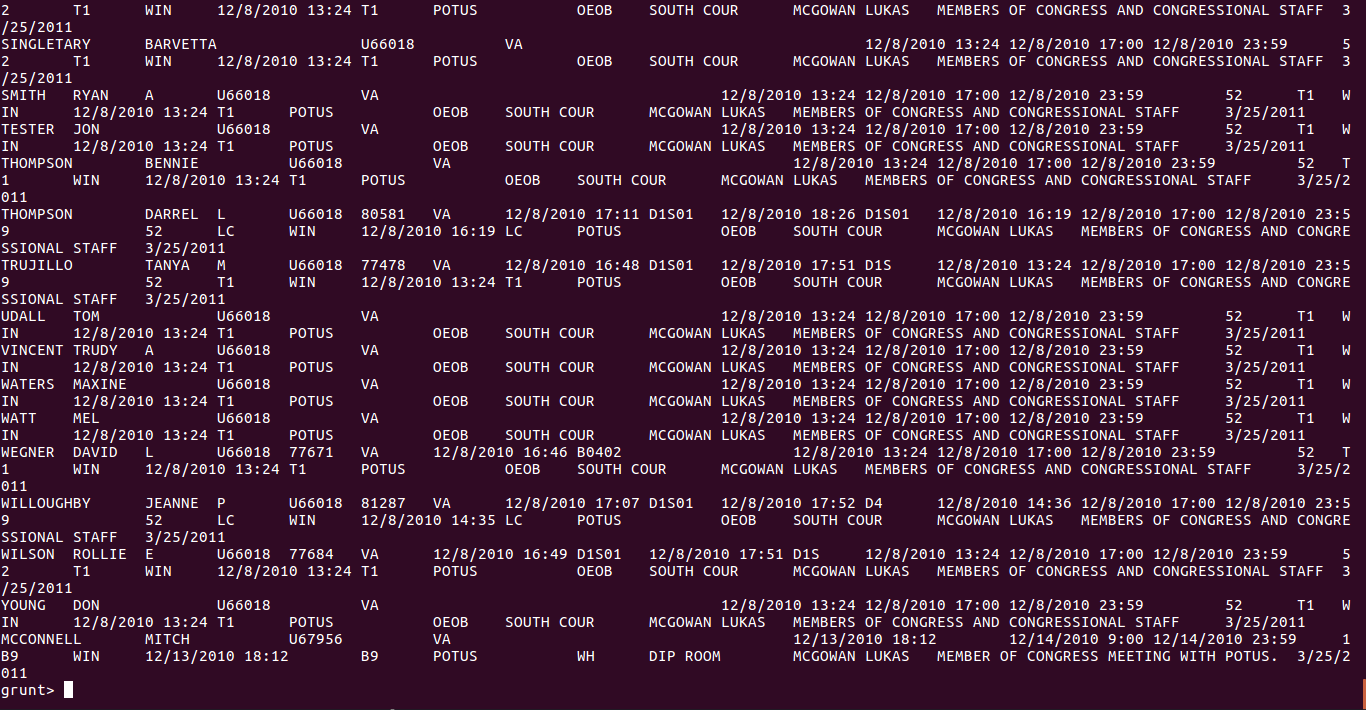 2 T1 WIN 12/8/2010 13:24 T1 POTUS OEOB SOUTH COUR MCGOWAN LUKAS MEMBERS OF CONGRESS AND CONGRESSIONAL STAFF 3
/25/2011
SINGLETARY BARVETTA U66018 VA 12/8/2010 13:24 12/8/2010 17:00 12/8/2010 23:59 5
2 T1 WIN 12/8/2010 13:24 T1 POTUS OEOB SOUTH COUR MCGOWAN LUKAS MEMBERS OF CONGRESS AND CONGRESSIONAL STAFF 3
/25/2011
SMITH RYAN A U66018 VA 12/8/2010 13:24 12/8/2010 17:00 12/8/2010 23:59 52 T1 W
IN 12/8/2010 13:24 T1 POTUS OEOB SOUTH COUR MCGOWAN LUKAS MEMBERS OF CONGRESS AND CONGRESSIONAL STAFF 3/25/2011
TESTER JON U66018 VA 12/8/2010 13:24 12/8/2010 17:00 12/8/2010 23:59 52 T1 W
IN 12/8/2010 13:24 T1 POTUS OEOB SOUTH COUR MCGOWAN LUKAS MEMBERS OF CONGRESS AND CONGRESSIONAL STAFF 3/25/2011
THOMPSON BENNIE U66018 VA 12/8/2010 13:24 12/8/2010 17:00 12/8/2010 23:59 52 T
1 WIN 12/8/2010 13:24 T1 POTUS OEOB SOUTH COUR MCGOWAN LUKAS MEMBERS OF CONGRESS AND CONGRESSIONAL STAFF 3/25/2
011
THOMPSON DARREL L U66018 80581 VA 12/8/2010 17:11 D1S01 12/8/2010 18:26 D1S01 12/8/2010 16:19 12/8/2010 17:00 12/8/2010 23:5
9 52 LC WIN 12/8/2010 16:19 LC POTUS OEOB SOUTH COUR MCGOWAN LUKAS MEMBERS OF CONGRESS AND CONGRE
SSIONAL STAFF 3/25/2011
TRUJILLO TANYA M U66018 77478 VA 12/8/2010 16:48 D1S01 12/8/2010 17:51 D1S 12/8/2010 13:24 12/8/2010 17:00 12/8/2010 23:5
9 52 T1 WIN 12/8/2010 13:24 T1 POTUS OEOB SOUTH COUR MCGOWAN LUKAS MEMBERS OF CONGRESS AND CONGRE
SSIONAL STAFF 3/25/2011
UDALL TOM U66018 VA 12/8/2010 13:24 12/8/2010 17:00 12/8/2010 23:59 52 T1 W
IN 12/8/2010 13:24 T1 POTUS OEOB SOUTH COUR MCGOWAN LUKAS MEMBERS OF CONGRESS AND CONGRESSIONAL STAFF 3/25/2011
VINCENT TRUDY A U66018 VA 12/8/2010 13:24 12/8/2010 17:00 12/8/2010 23:59 52 T1 W
IN 12/8/2010 13:24 T1 POTUS OEOB SOUTH COUR MCGOWAN LUKAS MEMBERS OF CONGRESS AND CONGRESSIONAL STAFF 3/25/2011
WATERS MAXINE U66018 VA 12/8/2010 13:24 12/8/2010 17:00 12/8/2010 23:59 52 T1 W
IN 12/8/2010 13:24 T1 POTUS OEOB SOUTH COUR MCGOWAN LUKAS MEMBERS OF CONGRESS AND CONGRESSIONAL STAFF 3/25/2011
WATT MEL U66018 VA 12/8/2010 13:24 12/8/2010 17:00 12/8/2010 23:59 52 T1 W
IN 12/8/2010 13:24 T1 POTUS OEOB SOUTH COUR MCGOWAN LUKAS MEMBERS OF CONGRESS AND CONGRESSIONAL STAFF 3/25/2011
WEGNER DAVID L U66018 77671 VA 12/8/2010 16:46 B0402 12/8/2010 13:24 12/8/2010 17:00 12/8/2010 23:59 52 T
1 WIN 12/8/2010 13:24 T1 POTUS OEOB SOUTH COUR MCGOWAN LUKAS MEMBERS OF CONGRESS AND CONGRESSIONAL STAFF 3/25/2
011
WILLOUGHBY JEANNE P U66018 81287 VA 12/8/2010 17:07 D1S01 12/8/2010 17:52 D4 12/8/2010 14:36 12/8/2010 17:00 12/8/2010 23:5
9 52 LC WIN 12/8/2010 14:35 LC POTUS OEOB SOUTH COUR MCGOWAN LUKAS MEMBERS OF CONGRESS AND CONGRE
SSIONAL STAFF 3/25/2011
WILSON ROLLIE E U66018 77684 VA 12/8/2010 16:49 D1S01 12/8/2010 17:51 D1S 12/8/2010 13:24 12/8/2010 17:00 12/8/2010 23:59 5
2 T1 WIN 12/8/2010 13:24 T1 POTUS OEOB SOUTH COUR MCGOWAN LUKAS MEMBERS OF CONGRESS AND CONGRESSIONAL STAFF 3
/25/2011
YOUNG DON U66018 VA 12/8/2010 13:24 12/8/2010 17:00 12/8/2010 23:59 52 T1 W
IN 12/8/2010 13:24 T1 POTUS OEOB SOUTH COUR MCGOWAN LUKAS MEMBERS OF CONGRESS AND CONGRESSIONAL STAFF 3/25/2011
MCCONNELL MITCH U67956 VA 12/13/2010 18:12 12/14/2010 9:00 12/14/2010 23:59 1
B9 WIN 12/13/2010 18:12 B9 POTUS WH DIP ROOM MCGOWAN LUKAS MEMBER OF CONGRESS MEETING WITH POTUS. 3/25/2
011
grunt>